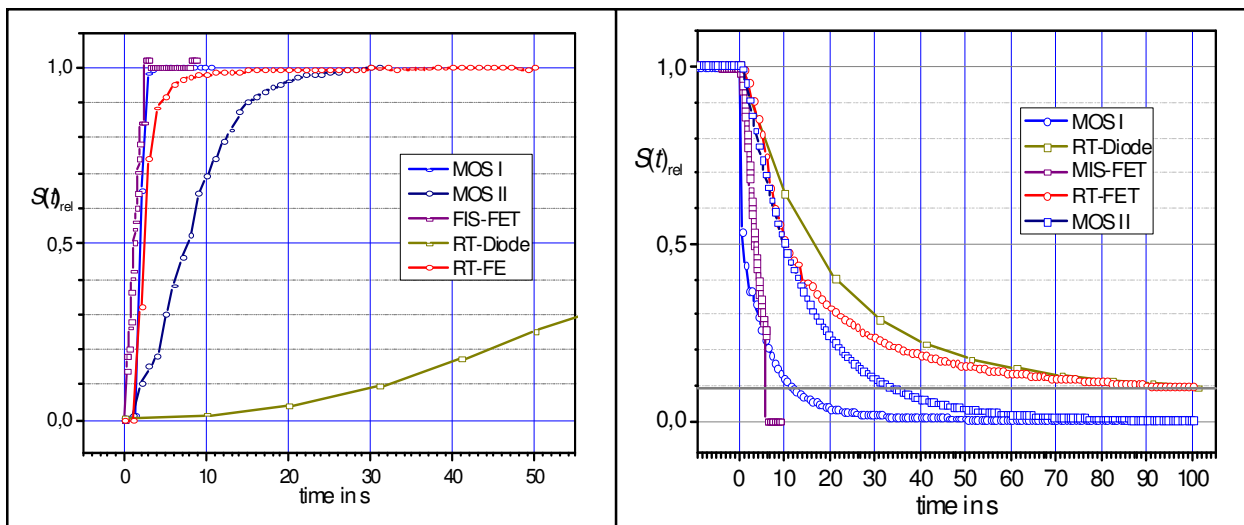 1,0
0,5
0,0
S(t)rel
MOS I
MOS II
FIS-FET
RT-Diode
RT-FE
0 10 20 30 40 50
time in s
1,0
0,5
0,0
S(t)rel
MOS I
RT-Diode
MIS-FET
RT-FET
MOS II
0 10 20 30 40 50 60 70 80 90 100
time in s